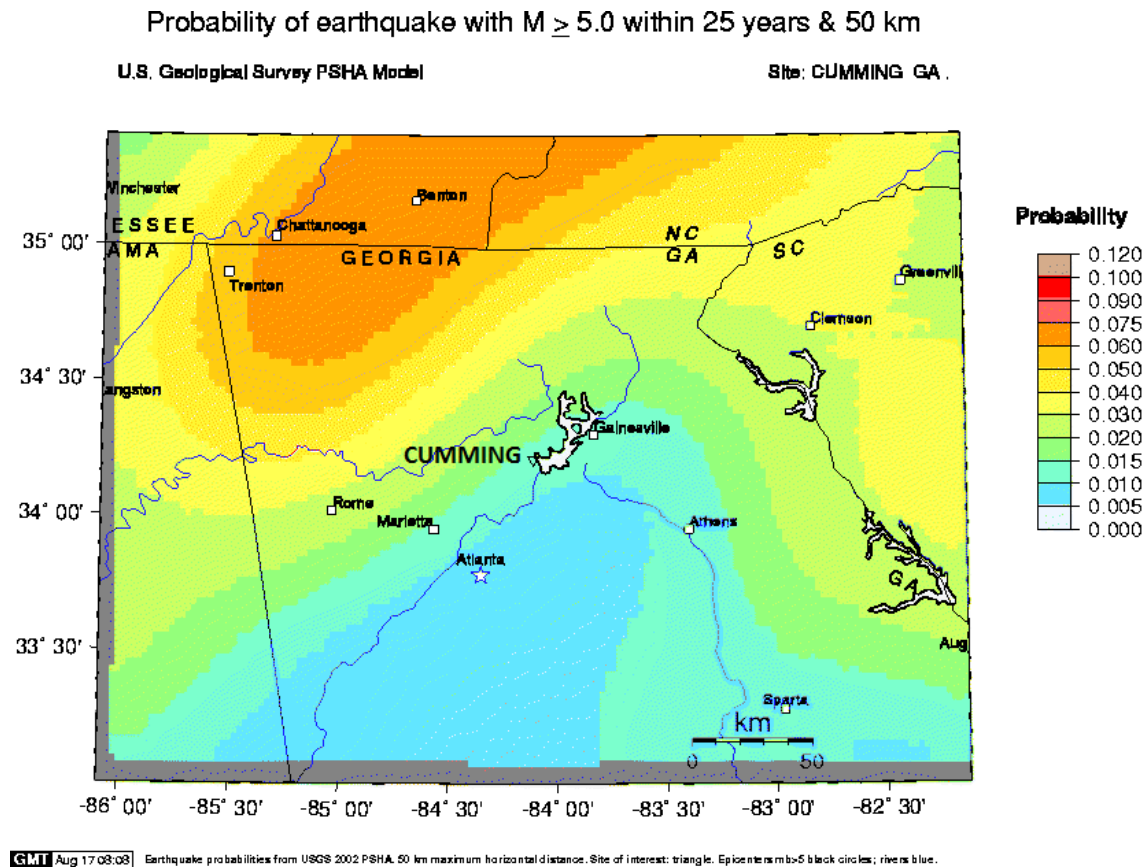 Probability of earthquake with M ≥ 5.0 within 25 years & 50 km
U.S. Geological Survey PSHA Model
Site: CUMMING GA .
Winchester
Benton
ESSEE
Chattanooga
35° 00'
AMA
GEORGIA
NC
GA
SC
Trenton
Greenvill
Clemson
34° 30'
angston
Gainesville
CUMMING
34° 00'
Rome
Marietta
Athens
Atlanta
GA
33° 30'
Aug
Sparta
km
0 50
-86° 00' -85° 30' -85° 00' -84° 30' -84° 00' -83° 30' -83° 00' -82° 30'
Probability
0.120
0.100
0.090
0.075
0.050
0.040
0.030
0.020
0.015
0.010
0.005
0.000
GMT Aug 17 08:08 Earthquake probabilities from USGS 2002 PSHA. 50 km maximum horizontal distance. Site of interest: triangle. Epicenters mb>5 black circles; rivers blue.